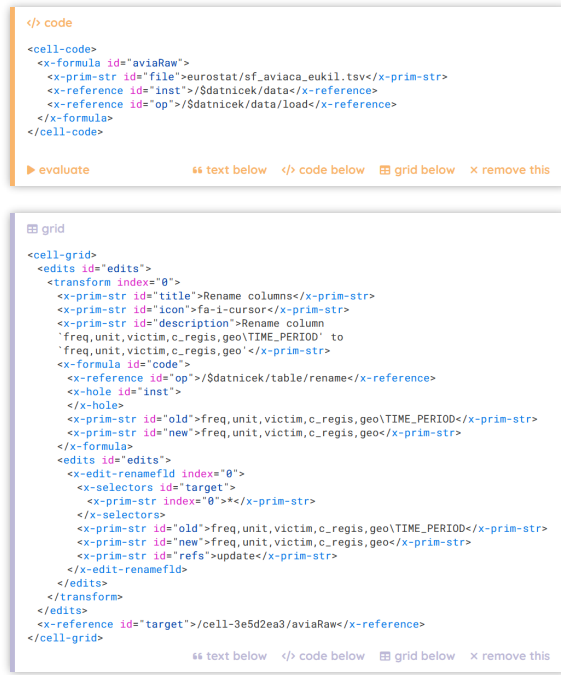 </> code
<cell-code>
<x-formula id="aviaRaw">
<x-prim-str id="file">eurostat/sf_aviaca_eukil.tsv</x-prim-str>
<x-reference id="inst">/$datnicek/data</x-reference>
<x-reference id="op">/$datnicek/data/load</x-reference>
</x-formula>
</cell-code>
evaluate text below </> code below grid below × remove this
grid
<cell-grid>
<edits id="edits">
<transform index="0">
<x-prim-str id="title">Rename columns</x-prim-str>
<x-prim-str id="icon">fa-i-cursor</x-prim-str>
<x-prim-str id="description">Rename column
`freq,unit,victim,c_regis,geo\TIME_PERIOD' to
`freq,unit,victim,c_regis,geo'</x-prim-str>
<x-formula id="code">
<x-reference id="op">/$datnicek/table/rename</x-reference>
<x-hole id="inst">
</x-hole>
<x-prim-str id="old">freq,unit,victim,c_regis,geo\TIME_PERIOD</x-prim-str>
<x-prim-str id="new">freq,unit,victim,c_regis,geo</x-prim-str>
</x-formula>
<edits id="edits">
<x-edit-renamefld index="0">
<x-selectors id="target">
<x-prim-str index="0">*</x-prim-str>
</x-selectors>
<x-prim-str id="old">freq,unit,victim,c_regis,geo\TIME_PERIOD</x-prim-str>
<x-prim-str id="new">freq,unit,victim,c_regis,geo</x-prim-str>
<x-prim-str id="refs">update</x-prim-str>
</x-edit-renamefld>
</edits>
</transform>
</edits>
<x-reference id="target">/cell-3e5d2ea3/aviaRaw</x-reference>
</cell-grid>
text below </> code below grid below × remove this